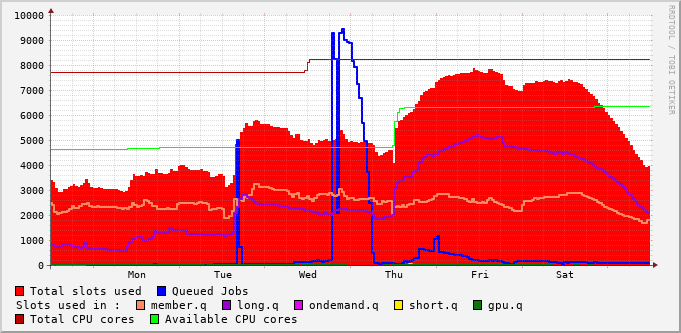 10000
9000
8000
7000
6000
5000
4000
3000
2000
1000
0
Mon Tue Wed Thu Fri Sat
RRDTOOL / TOBI OETIKER
Total slots used Queued Jobs
Slots used in : member.q long.q ondemand.q short.q gpu.q
Total CPU cores Available CPU cores